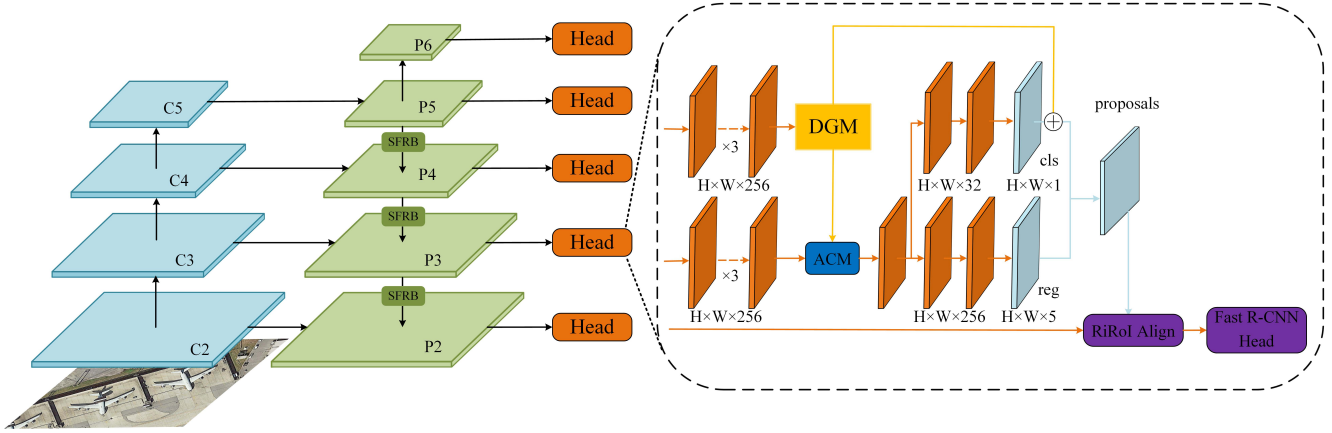 P6
Head
C5
P5
Head
SFRB
C4
P4
Head
SFRB
C3
P3
Head
SFRB
C2
P2
Head
×3
H×W×256
DGM
H×W×32
cls
H×W×1
proposals
×3
H×W×256
ACM
H×W×256
reg
H×W×5
RiRoI Align
Fast R-CNN
Head